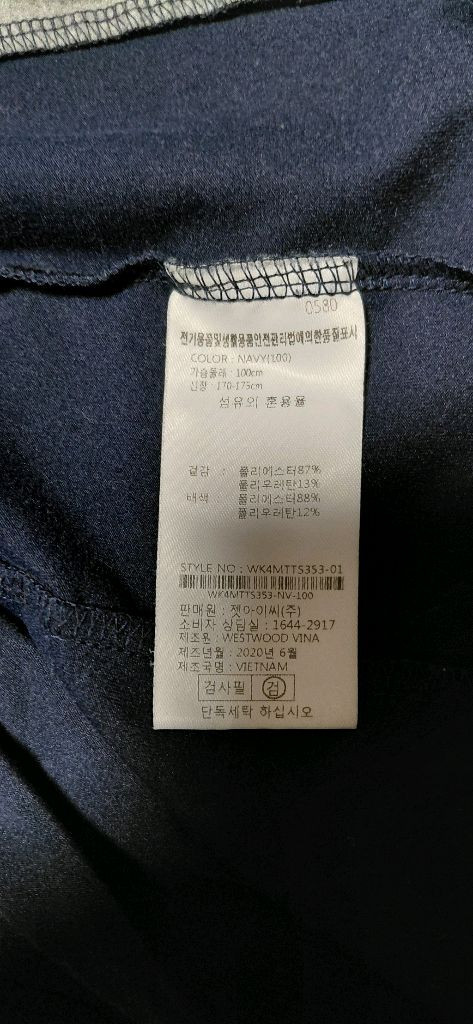 0580
전기용품및생활용품안전관리법에의한품질표시
COLOR : NAVY(100)
가슴둘레 : 100cm
신장 : 170-175cm
섬유의 혼용율
겉감 : 폴리에스터87%
폴리우레탄13%
배색 : 폴리에스터88%
폴리우레탄12%
STYLE NO : WK4MTTS353-01
WK4MTTS353-NV-100
판매원 : 젯아이씨(주)
소비자 상담실 : 1644-2917
제조원 : WESTWOOD VINA
제조년월 : 2020년 6월
제조국명 : VIETNAM
검사필 검
단독세탁 하십시오